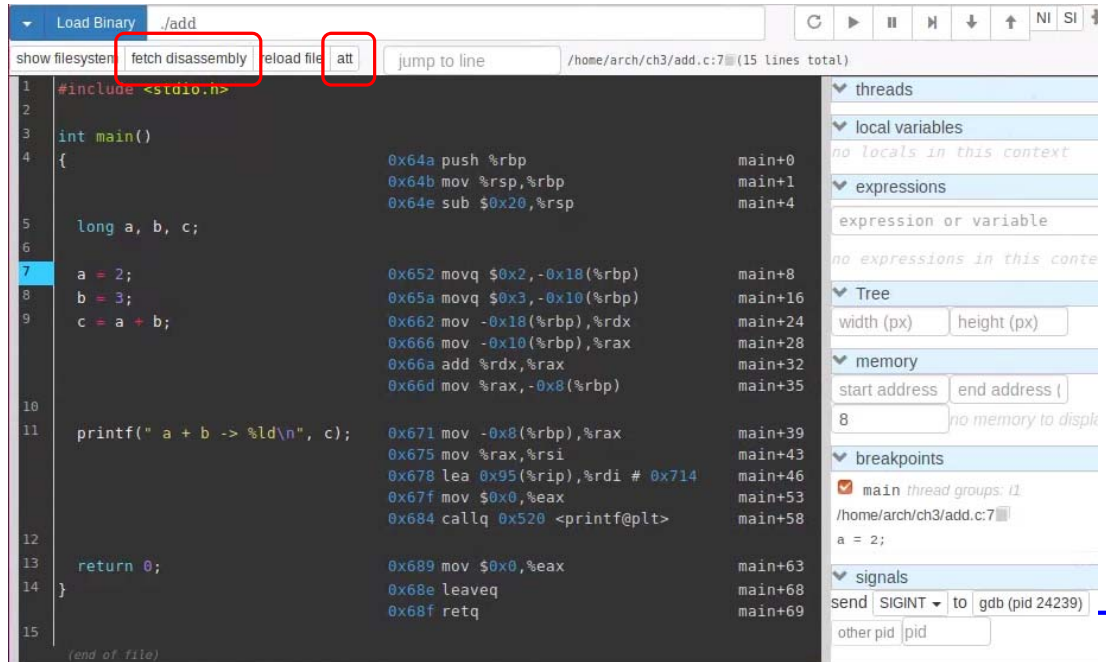 Load Binary ./add NI SI
show filesystem fetch disassembly reload file att jump to line /home/arch/ch3/add.c:7 (15 lines total)
1 #include <stdio.h>
2
3 int main()
4 { 0x64a push %rbp main+0
0x64b mov %rsp,%rbp main+1
0x64e sub $0x20,%rsp main+4
5 long a, b, c;
6
7 a = 2; 0x652 movq $0x2,-0x18(%rbp) main+8
8 b = 3; 0x65a movq $0x3,-0x10(%rbp) main+16
9 c = a + b; 0x662 mov -0x18(%rbp),%rdx main+24
0x666 mov -0x10(%rbp),%rax main+28
0x66a add %rdx,%rax main+32
0x66d mov %rax,-0x8(%rbp) main+35
10
11 printf(" a + b -> %ld\n", c); 0x671 mov -0x8(%rbp),%rax main+39
0x675 mov %rax,%rsi main+43
0x678 lea 0x95(%rip),%rdi # 0x714 main+46
0x67f mov $0x0,%eax main+53
0x684 callq 0x520 <printf@plt> main+58
12
13 return 0; 0x689 mov $0x0,%eax main+63
14 } 0x68e leaveq main+68
0x68f retq main+69
15
(end of file)
threads
local variables
no locals in this context
expressions
expression or variable
no expressions in this conte
Tree
width (px) height (px)
memory
start address end address (
8 no memory to displa
breakpoints
main thread groups: i1
/home/arch/ch3/add.c:7
a = 2;
signals
send SIGINT to gdb (pid 24239)
other pid pid